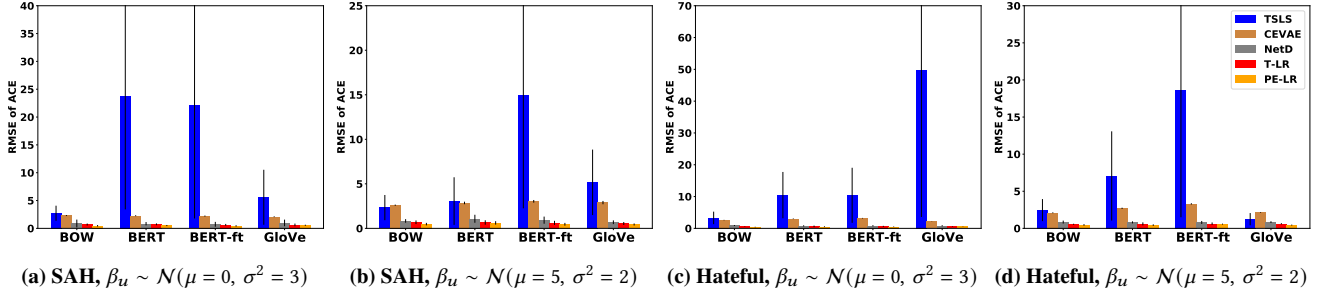 RMSE of ACE
40
35
30
25
20
15
10
5
0
BOW BERT BERT-ft GloVe
(a) SAH, βu ∼ N(μ = 0, σ² = 3)
RMSE of ACE
25
20
15
10
5
0
BOW BERT BERT-ft GloVe
(b) SAH, βu ∼ N(μ = 5, σ² = 2)
RMSE of ACE
70
60
50
40
30
20
10
0
BOW BERT BERT-ft GloVe
(c) Hateful, βu ∼ N(μ = 0, σ² = 3)
RMSE of ACE
30
25
20
15
10
5
0
BOW BERT BERT-ft GloVe
TSLS
CEVAE
NetD
T-LR
PE-LR
(d) Hateful, βu ∼ N(μ = 5, σ² = 2)